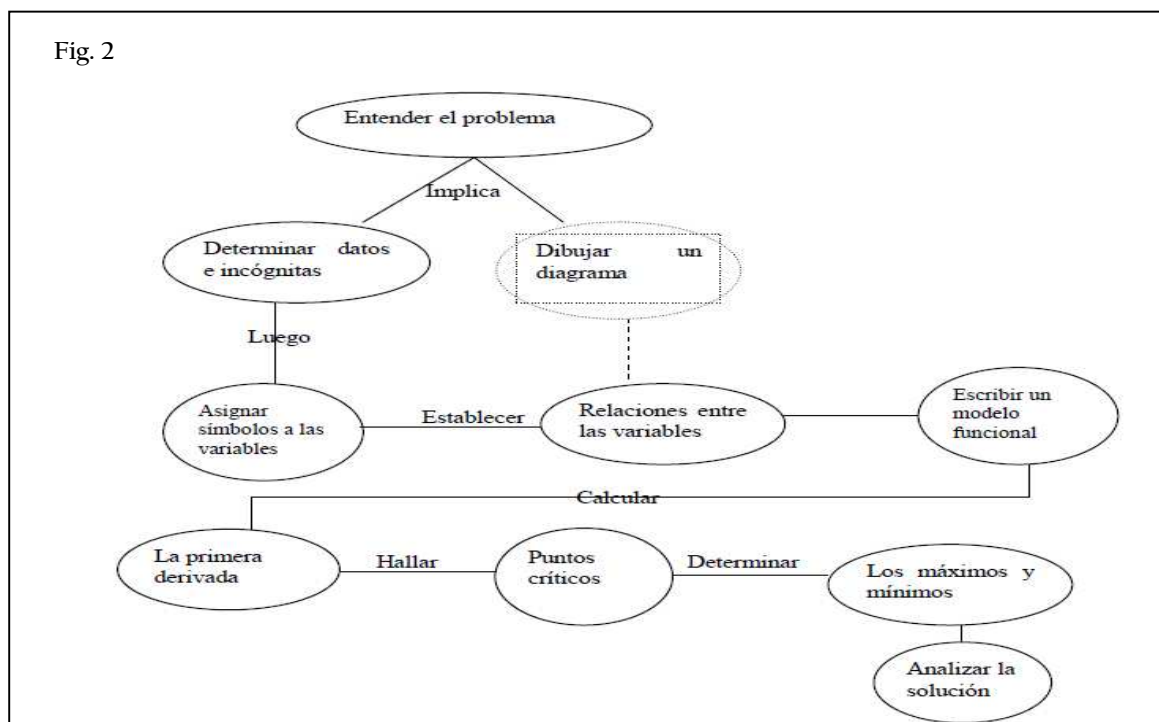 Fig. 2
Entender el problema
Implica
Determinar datos
e incógnitas
Dibujar un
diagrama
Luego
Asignar
símbolos a las
variables
Establecer
Relaciones entre
las variables
Escribir un
modelo
funcional
Calcular
La primera
derivada
Hallar
Puntos
críticos
Determinar
Los máximos y
mínimos
Analizar la
solución